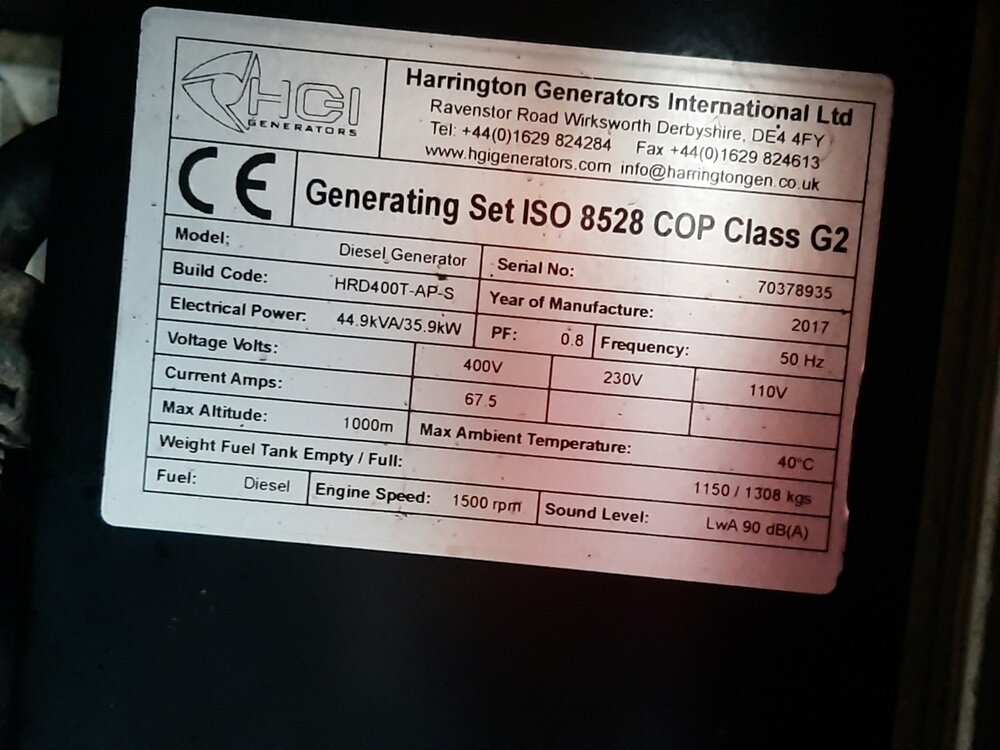 HGI
GENERATORS
Harrington Generators International Ltd
Ravenstor Road Wirksworth Derbyshire, DE4 4FY
Tel: +44(0)1629 824284 Fax +44(0)1629 824613
www.hgigenerators.com info@harringtongen.co.uk
CE Generating Set ISO 8528 COP Class G2
Model: Diesel Generator Serial No: 70378935
Build Code: HRD400T-AP-S Year of Manufacture: 2017
Electrical Power: 44.9kVA/35.9kW PF: 0.8 Frequency: 50 Hz
Voltage Volts: 400V 230V 110V
Current Amps: 67.5
Max Altitude: 1000m Max Ambient Temperature: 40°C
Weight Fuel Tank Empty / Full: 1150 / 1308 kgs
Fuel: Diesel Engine Speed: 1500 rpm Sound Level: LwA 90 dB(A)